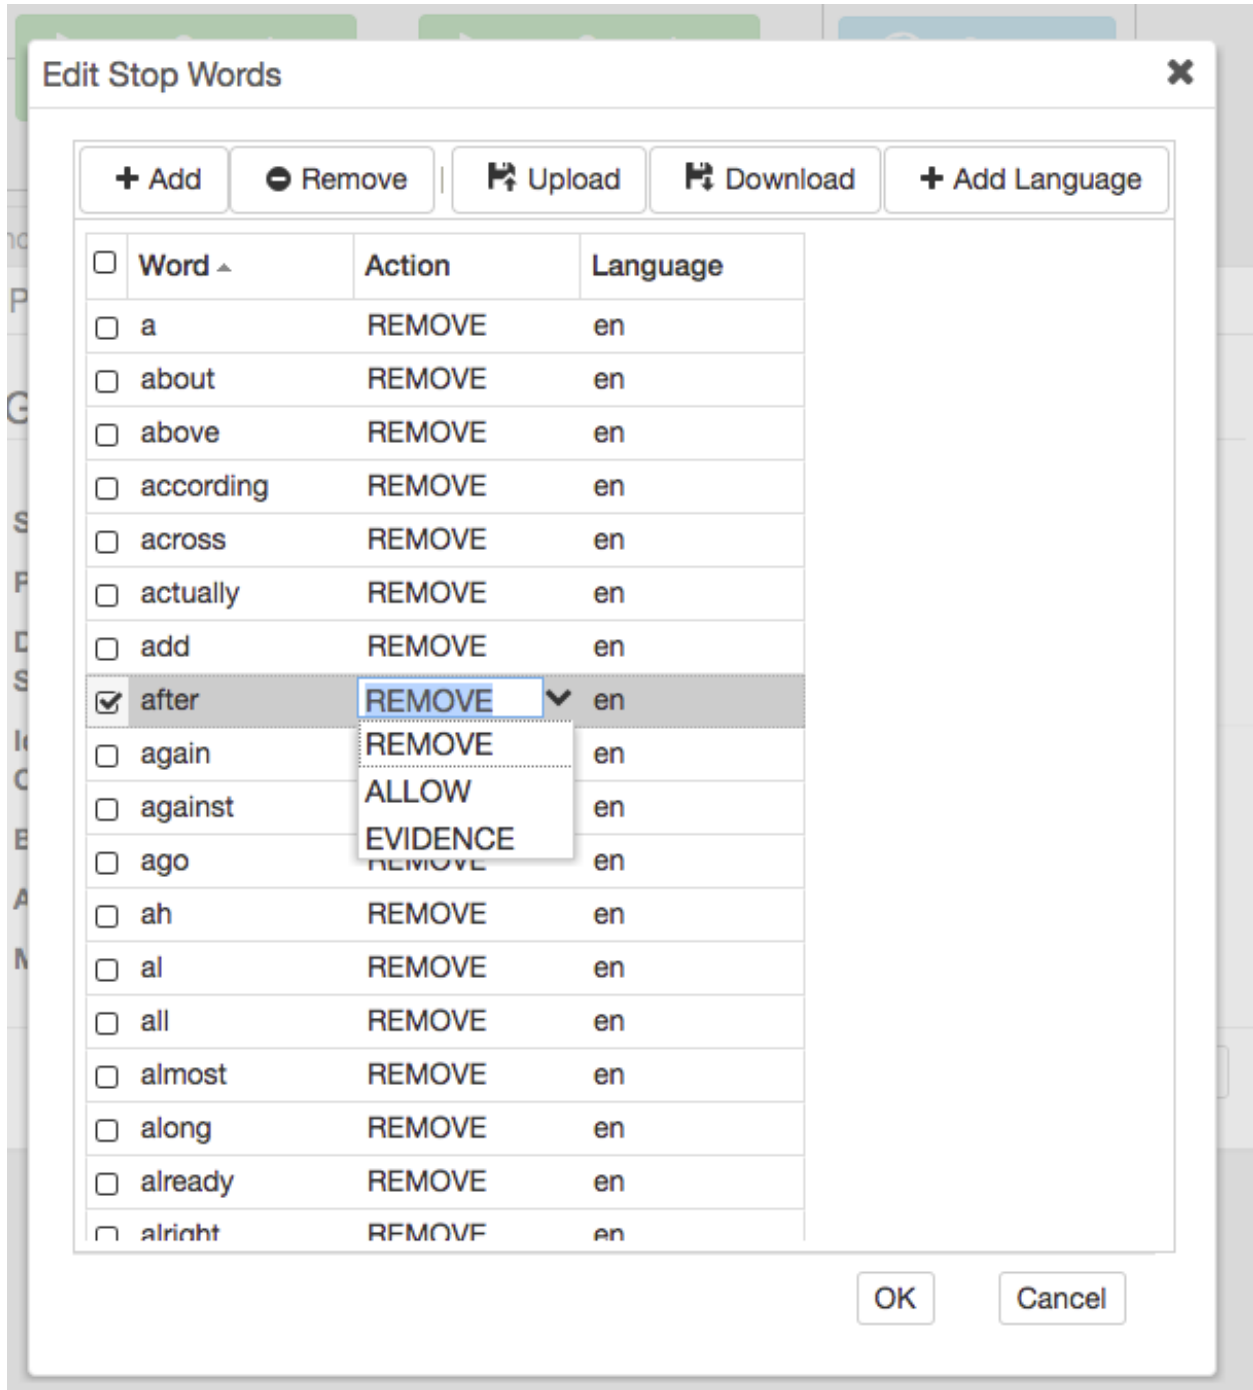 Edit Stop Words
Add Remove Upload Download Add Language
Word Action Language
a REMOVE en
about REMOVE en
above REMOVE en
according REMOVE en
across REMOVE en
actually REMOVE en
add REMOVE en
after REMOVE en
again REMOVE en
against ALLOW en
EVIDENCE
ago REMOVE en
ah REMOVE en
al REMOVE en
all REMOVE en
almost REMOVE en
along REMOVE en
already REMOVE en
alright REMOVE en
OK Cancel